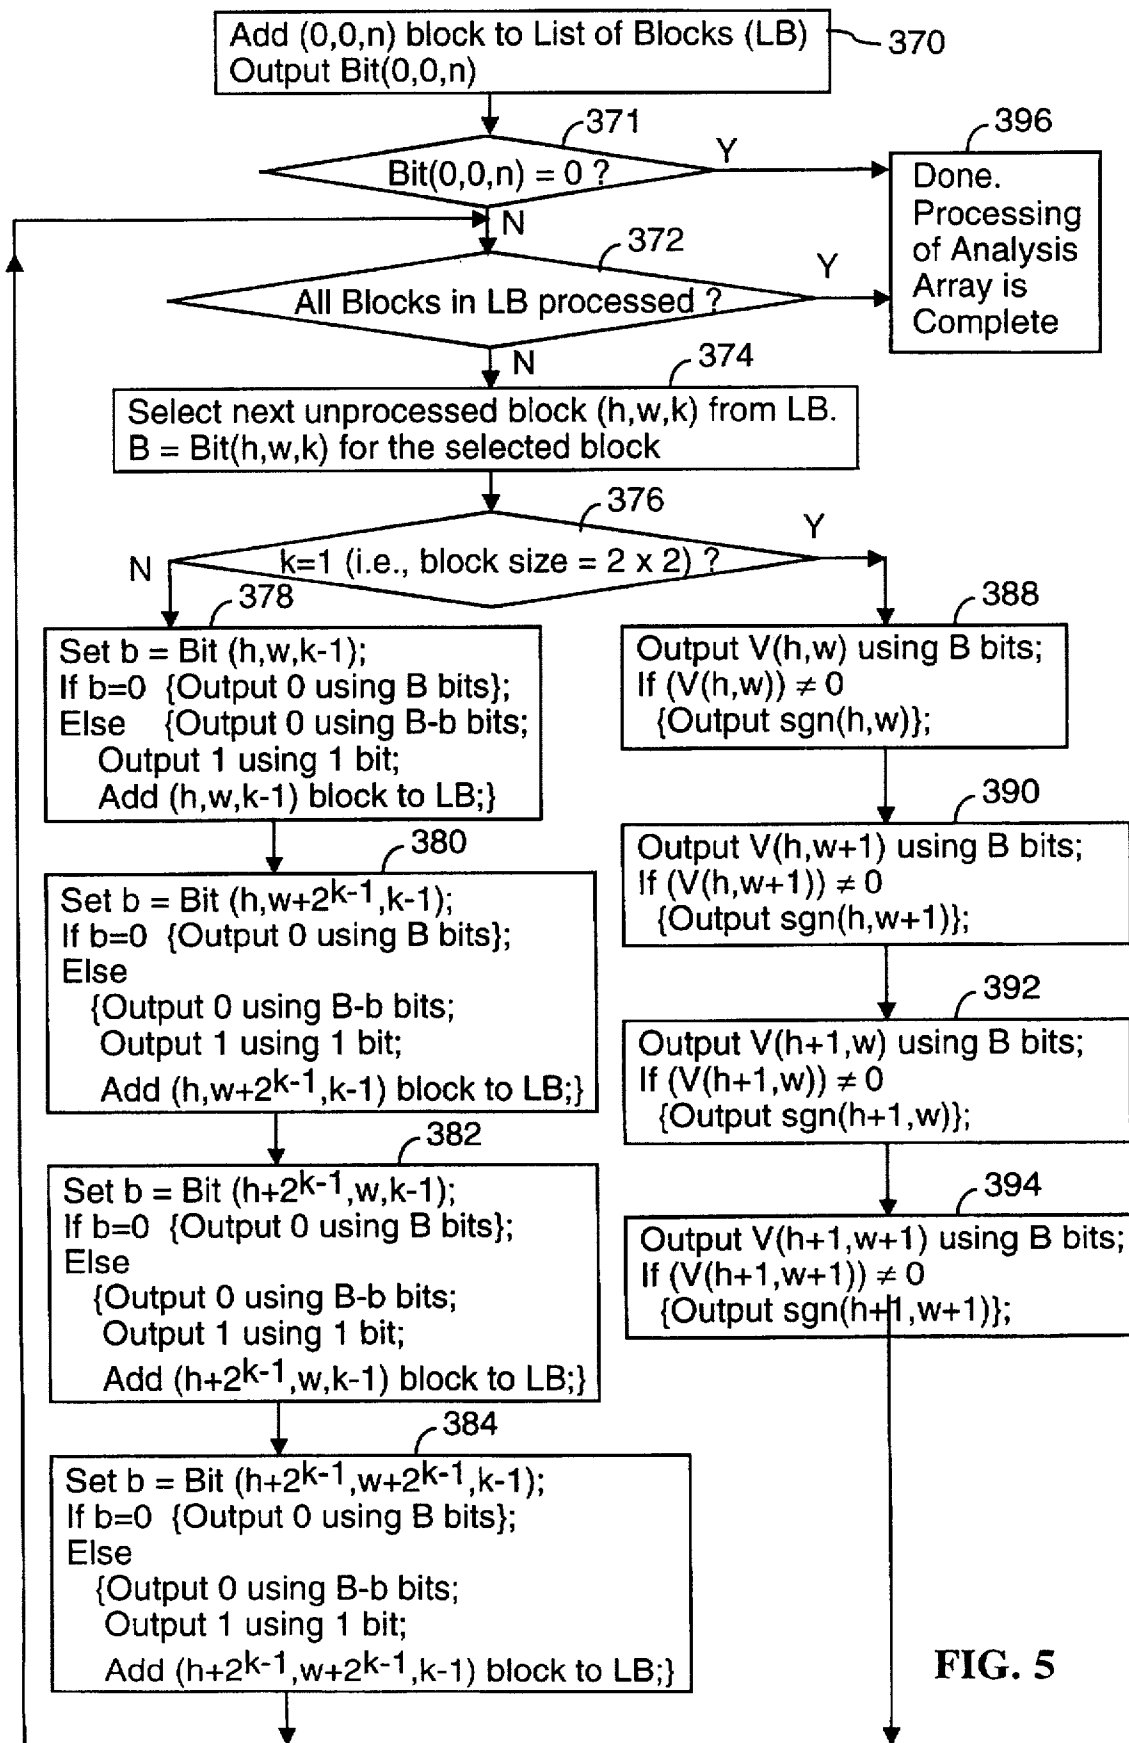 Add (0,0,n) block to List of Blocks (LB)
Output Bit(0,0,n)
370
371
Bit(0,0,n) = 0 ?
Y
N
396
Done.
Processing
of Analysis
Array is
Complete
372
All Blocks in LB processed ?
Y
N
374
Select next unprocessed block (h,w,k) from LB.
B = Bit(h,w,k) for the selected block
376
k=1 (i.e., block size = 2 x 2) ?
N
Y
378
Set b = Bit (h,w,k-1);
If b=0 {Output 0 using B bits};
Else {Output 0 using B-b bits;
Output 1 using 1 bit;
Add (h,w,k-1) block to LB;}
380
Set b = Bit (h,w+2^{k-1},k-1);
If b=0 {Output 0 using B bits};
Else
{Output 0 using B-b bits;
Output 1 using 1 bit;
Add (h,w+2^{k-1},k-1) block to LB;}
382
Set b = Bit (h+2^{k-1},w,k-1);
If b=0 {Output 0 using B bits};
Else
{Output 0 using B-b bits;
Output 1 using 1 bit;
Add (h+2^{k-1},w,k-1) block to LB;}
384
Set b = Bit (h+2^{k-1},w+2^{k-1},k-1);
If b=0 {Output 0 using B bits};
Else
{Output 0 using B-b bits;
Output 1 using 1 bit;
Add (h+2^{k-1},w+2^{k-1},k-1) block to LB;}
388
Output V(h,w) using B bits;
If (V(h,w)) ≠ 0
{Output sgn(h,w)};
390
Output V(h,w+1) using B bits;
If (V(h,w+1)) ≠ 0
{Output sgn(h,w+1)};
392
Output V(h+1,w) using B bits;
If (V(h+1,w)) ≠ 0
{Output sgn(h+1,w)};
394
Output V(h+1,w+1) using B bits;
If (V(h+1,w+1)) ≠ 0
{Output sgn(h+1,w+1)};
FIG. 5